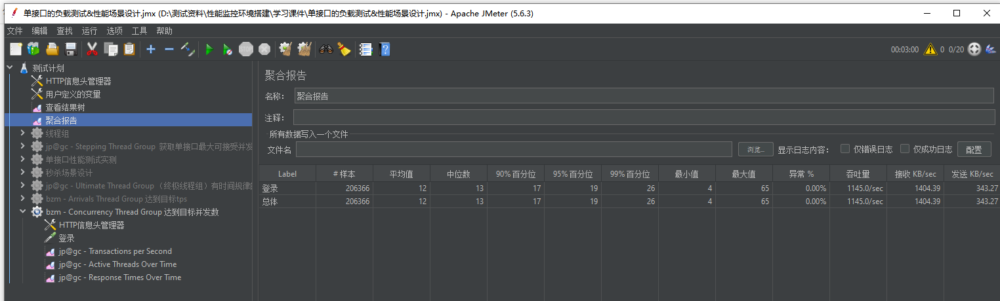 单接口的负载测试&性能场景设计.jmx (D:\测试资料\性能监控环境搭建\学习课件\单接口的负载测试&性能场景设计.jmx) - Apache JMeter (5.6.3)
文件 编辑 查找 运行 选项 工具 帮助
STOP 00:03:00 0 0/20
测试计划
HTTP信息头管理器
用户定义的变量
查看结果树
聚合报告
线程组
jp@gc - Stepping Thread Group 获取单接口最大可接受并发
单接口性能测试实测
秒杀场景设计
jp@gc - Ultimate Thread Group（终极线程组）有时间规律的
bzm - Arrivals Thread Group 达到目标tps
bzm - Concurrency Thread Group 达到目标并发数
HTTP信息头管理器
登录
jp@gc - Transactions per Second
jp@gc - Active Threads Over Time
jp@gc - Response Times Over Time
聚合报告
名称： 聚合报告
注释：
所有数据写入一个文件
文件名 浏览... 显示日志内容： 仅错误日志 仅成功日志 配置
Label # 样本 平均值 中位数 90% 百分位 95% 百分位 99% 百分位 最小值 最大值 异常 % 吞吐量 接收 KB/sec 发送 KB/sec
登录 206366 12 13 17 19 26 4 65 0.00% 1145.0/sec 1404.39 343.27
总体 206366 12 13 17 19 26 4 65 0.00% 1145.0/sec 1404.39 343.27